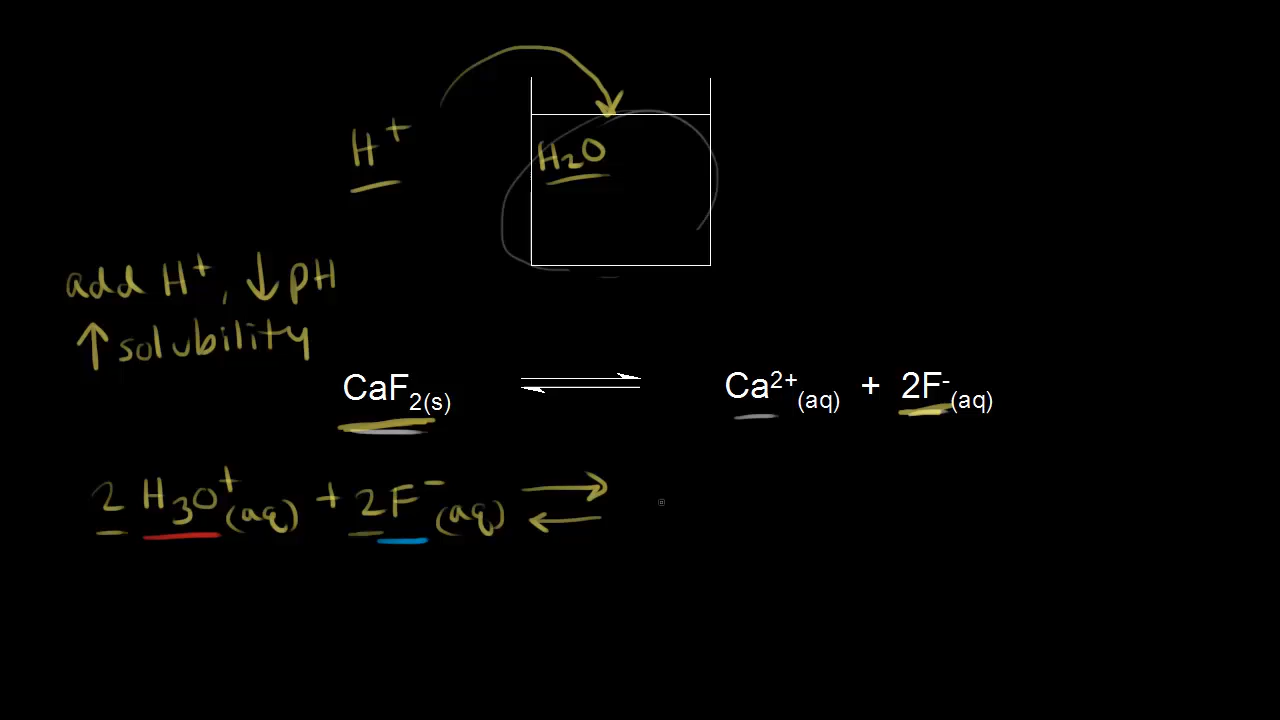 H⁺
H₂O
add H⁺, ↓ pH
↑ solubility
CaF₂(s) ⇌ Ca²⁺(aq) + 2F⁻(aq)
2 H₃O⁺(aq) + 2F⁻(aq) ⇌